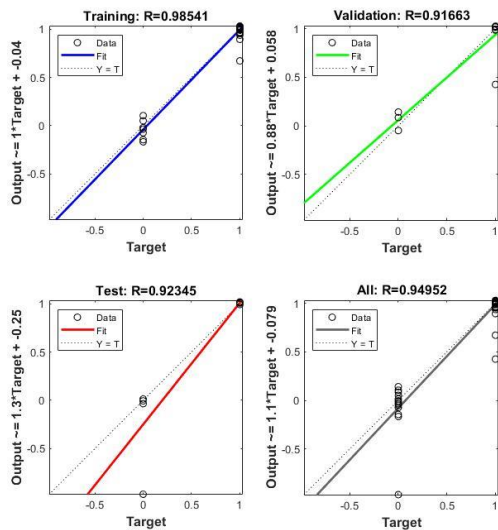 Training: R=0.98541
Output ~= 1*Target + -0.04
Data
Fit
Y = T
1
0.5
0
-0.5
-0.5
0
0.5
1
Target
Validation: R=0.91663
Output ~= 0.88*Target + 0.058
Data
Fit
Y = T
1
0.5
0
-0.5
-0.5
0
0.5
1
Target
Test: R=0.92345
Output ~= 1.3*Target + -0.25
Data
Fit
Y = T
1
0.5
0
-0.5
-0.5
0
0.5
1
Target
All: R=0.94952
Output ~= 1.1*Target + -0.079
Data
Fit
Y = T
1
0.5
0
-0.5
-0.5
0
0.5
1
Target